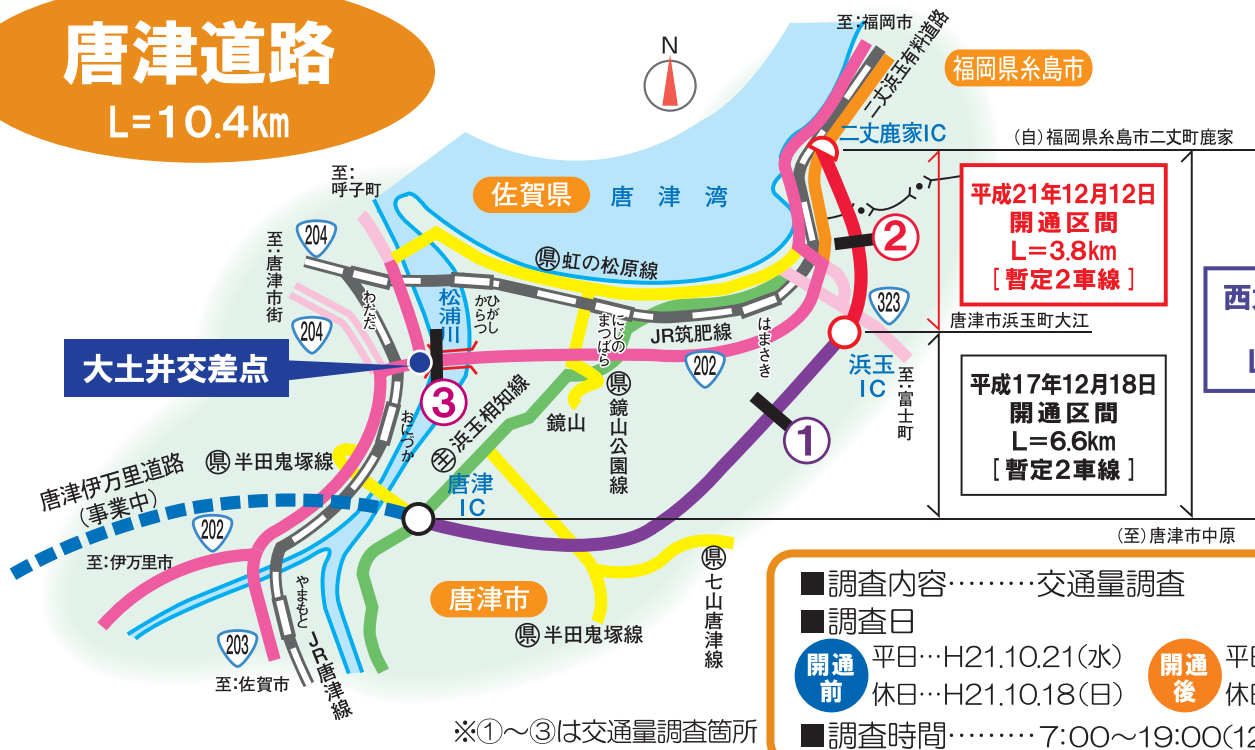 唐津道路
L=10.4km
N
至:福岡市
二丈浜玉有料道路
福岡県糸島市
二丈鹿家IC
(自)福岡県糸島市二丈町鹿家
至:
呼子町
佐賀県
唐津湾
平成21年12月12日
開通区間
L=3.8km
[暫定2車線]
②
204
至:唐津市街
県 虹の松原線
わただ
松浦川
ひがし
からつ
323
204
にじの
まつばら
JR筑肥線
はまさき
唐津市浜玉町大江
西
L
大土井交差点
202
浜玉
IC
至:富士町
平成17年12月18日
開通区間
L=6.6km
[暫定2車線]
③
主 浜玉相知線
鏡山
県 鏡山公園線
①
おにづか
県 半田鬼塚線
唐津伊万里道路
(事業中)
唐津
IC
202
至:伊万里市
(至)唐津市中原
やまもと
唐津市
県 七山唐津線
県 半田鬼塚線
203
至:佐賀市
JR唐津線
※①～③は交通量調査箇所
■調査内容………交通量調査
■調査日
開通前
平日…H21.10.21(水)
休日…H21.10.18(日)
開通後
平日
休日
■調査時間………7:00～19:00(12